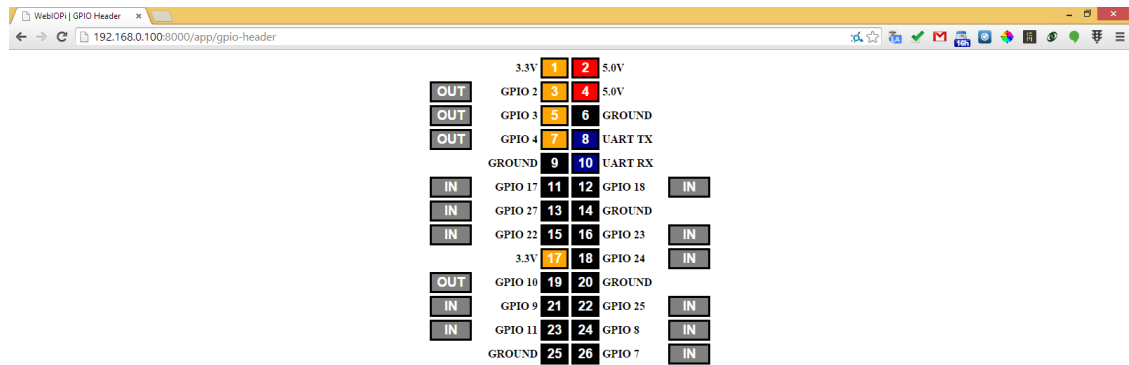 WebIOPi | GPIO Header
192.168.0.100:8000/app/gpio-header
16h
3.3V 1 2 5.0V
OUT GPIO 2 3 4 5.0V
OUT GPIO 3 5 6 GROUND
OUT GPIO 4 7 8 UART TX
GROUND 9 10 UART RX
IN GPIO 17 11 12 GPIO 18 IN
IN GPIO 27 13 14 GROUND
IN GPIO 22 15 16 GPIO 23 IN
3.3V 17 18 GPIO 24 IN
OUT GPIO 10 19 20 GROUND
IN GPIO 9 21 22 GPIO 25 IN
IN GPIO 11 23 24 GPIO 8 IN
GROUND 25 26 GPIO 7 IN